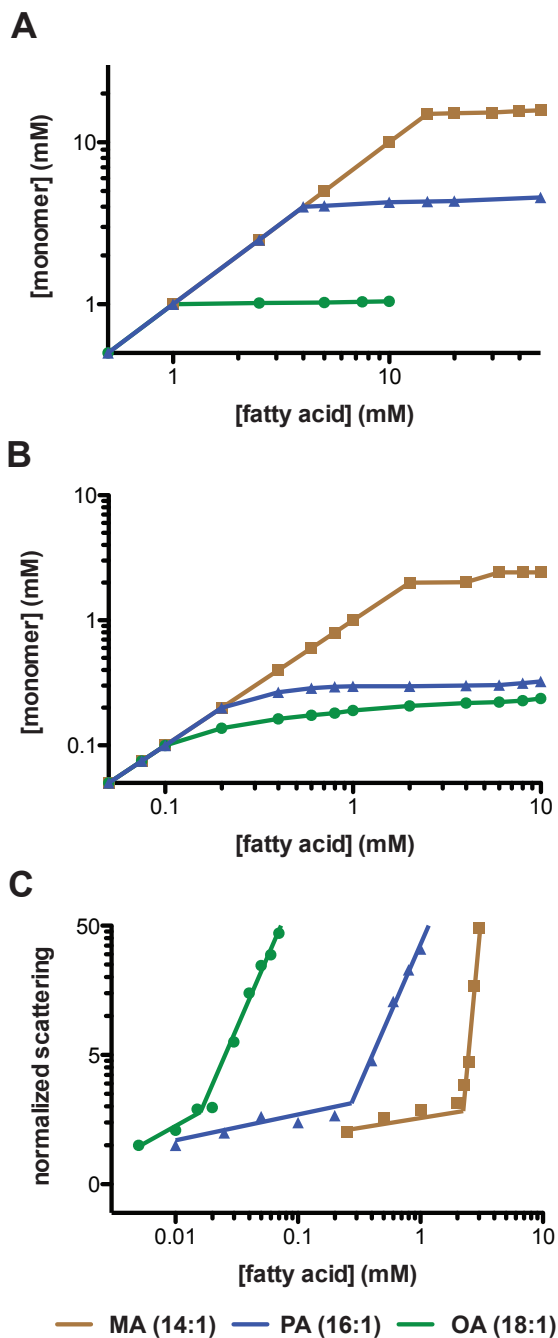 A
[monomer] (mM)
10
1
1
10
[fatty acid] (mM)
B
[monomer] (mM)
10
1
0.1
0.1
1
10
[fatty acid] (mM)
C
normalized scattering
50
5
0
0.01
0.1
1
10
[fatty acid] (mM)
MA (14:1) PA (16:1) OA (18:1)